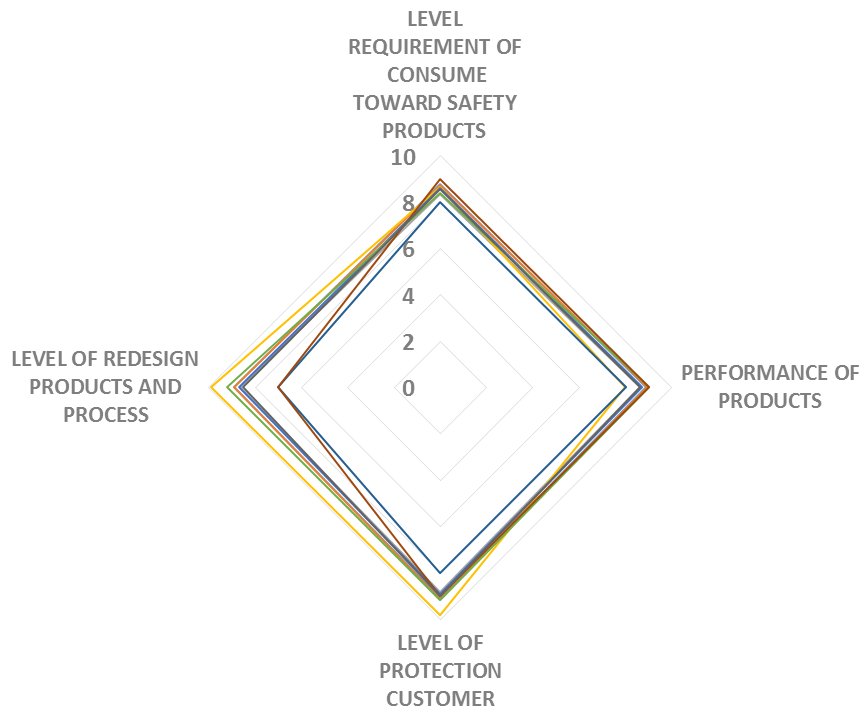 LEVEL
REQUIREMENT OF
CONSUME
TOWARD SAFETY
PRODUCTS
10
8
6
4
2
0
LEVEL OF REDESIGN
PRODUCTS AND
PROCESS
PERFORMANCE OF
PRODUCTS
LEVEL OF
PROTECTION
CUSTOMER